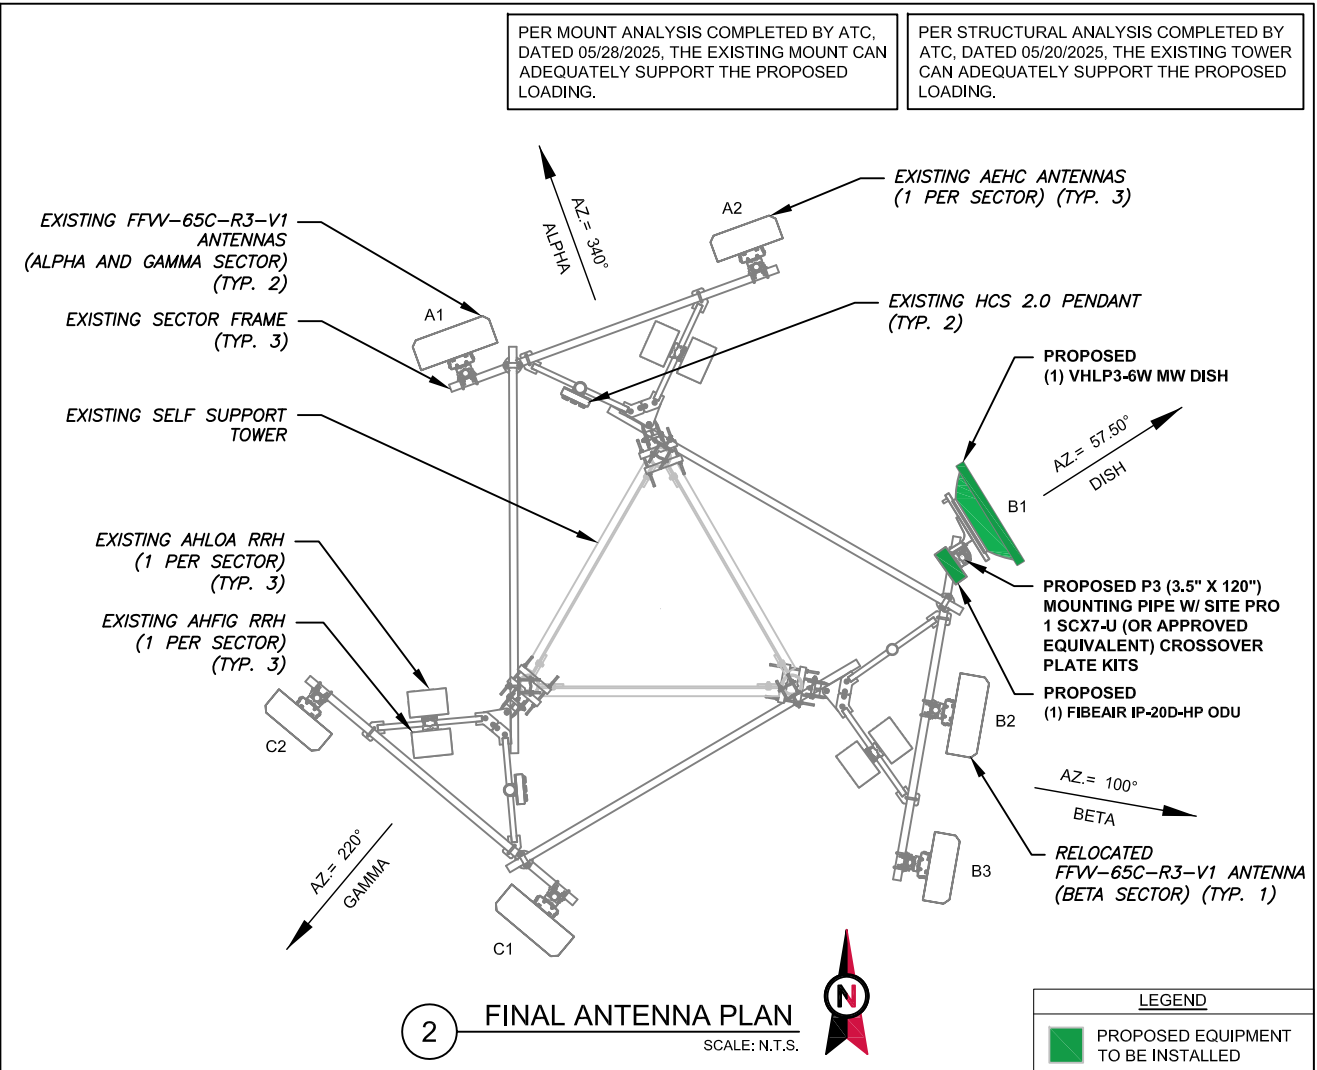 PER MOUNT ANALYSIS COMPLETED BY ATC,
DATED 05/28/2025, THE EXISTING MOUNT CAN
ADEQUATELY SUPPORT THE PROPOSED
LOADING.
PER STRUCTURAL ANALYSIS COMPLETED BY
ATC, DATED 05/20/2025, THE EXISTING TOWER
CAN ADEQUATELY SUPPORT THE PROPOSED
LOADING.
EXISTING FFVV-65C-R3-V1
ANTENNAS
(ALPHA AND GAMMA SECTOR)
(TYP. 2)
EXISTING SECTOR FRAME
(TYP. 3)
EXISTING SELF SUPPORT
TOWER
EXISTING AHLOA RRH
(1 PER SECTOR)
(TYP. 3)
EXISTING AHFIG RRH
(1 PER SECTOR)
(TYP. 3)
A1
A2
AZ.= 340°
ALPHA
EXISTING AEHC ANTENNAS
(1 PER SECTOR) (TYP. 3)
EXISTING HCS 2.0 PENDANT
(TYP. 2)
PROPOSED
(1) VHLP3-6W MW DISH
AZ.= 57.50°
DISH
B1
PROPOSED P3 (3.5" X 120")
MOUNTING PIPE W/ SITE PRO
1 SCX7-U (OR APPROVED
EQUIVALENT) CROSSOVER
PLATE KITS
PROPOSED
(1) FIBEAIR IP-20D-HP ODU
B2
AZ.= 100°
BETA
B3
RELOCATED
FFVV-65C-R3-V1 ANTENNA
(BETA SECTOR) (TYP. 1)
C2
AZ.= 220°
GAMMA
C1
N
2
FINAL ANTENNA PLAN
SCALE: N.T.S.
LEGEND
PROPOSED EQUIPMENT
TO BE INSTALLED